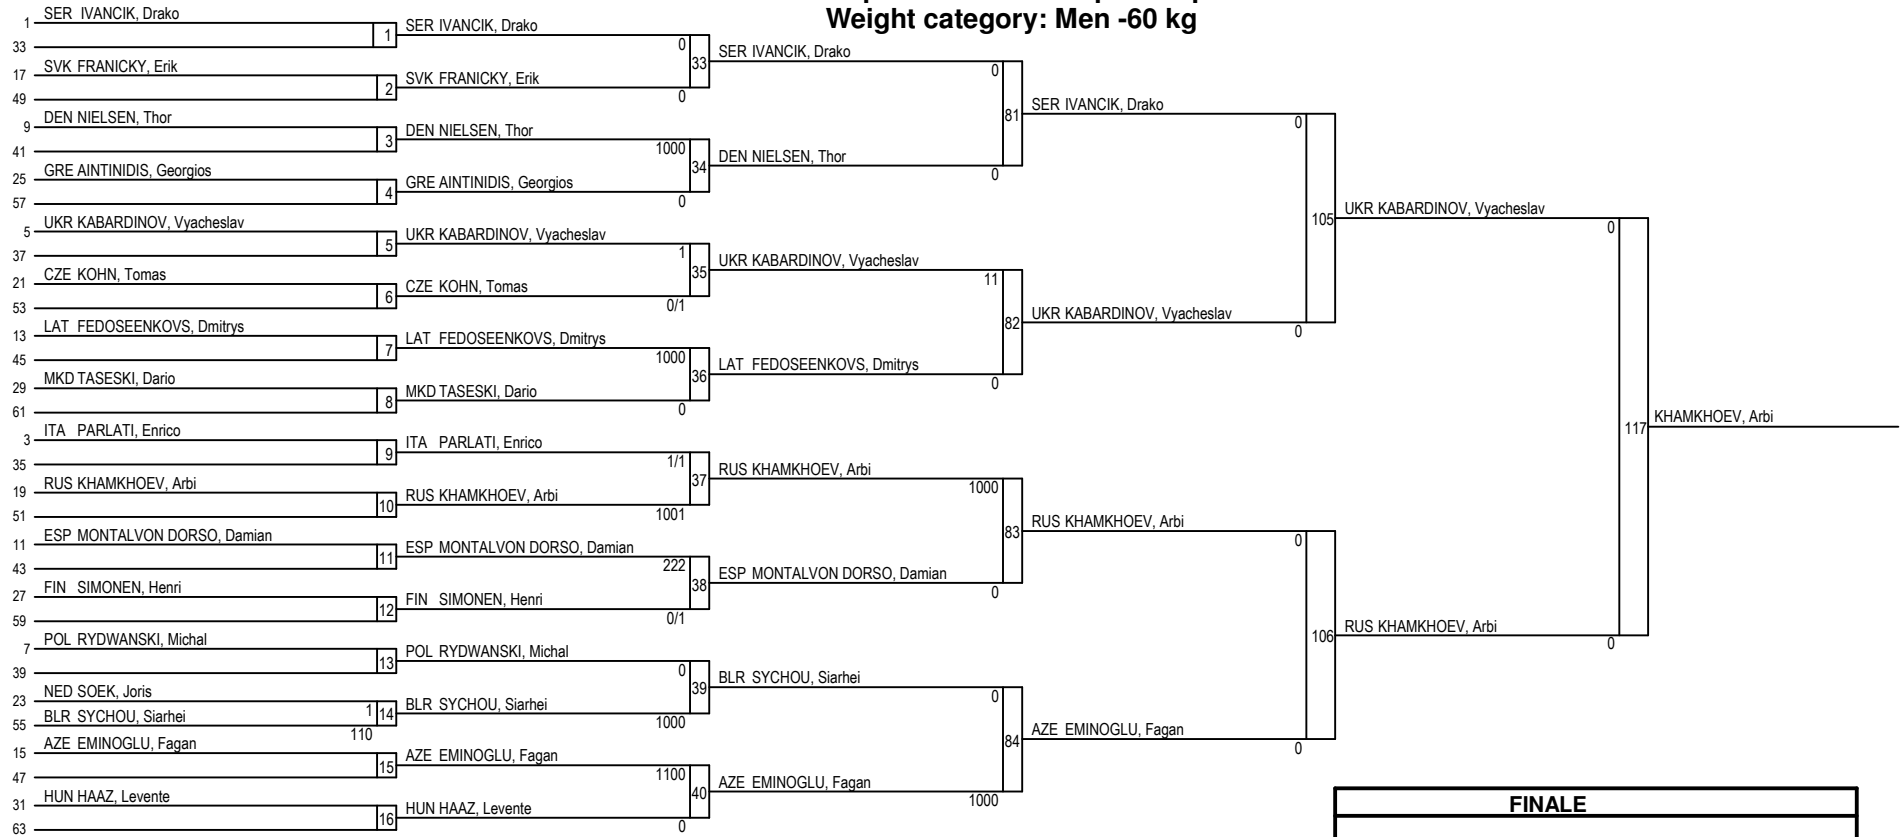 Weight category: Men -60 kg
1 SER IVANCIK, Drako
33
1
17 SVK FRANICKY, Erik
49
2
9 DEN NIELSEN, Thor
41
3
25 GRE AINTINIDIS, Georgios
57
4
5 UKR KABARDINOV, Vyacheslav
37
5
21 CZE KOHN, Tomas
53
6
13 LAT FEDOSEENKOVS, Dmitrys
45
7
29 MKD TASESKI, Dario
61
8
3 ITA PARLATI, Enrico
35
9
19 RUS KHAMKHOEV, Arbi
51
10
11 ESP MONTALVON DORSO, Damian
43
11
27 FIN SIMONEN, Henri
59
12
7 POL RYDWANSKI, Michal
39
13
23 NED SOEK, Joris
1
14
55 BLR SYCHOU, Siarhei
110
15 AZE EMINOGLU, Fagan
47
15
31 HUN HAAZ, Levente
63
16
SER IVANCIK, Drako
0
33
SVK FRANICKY, Erik
0
DEN NIELSEN, Thor
1000
34
GRE AINTINIDIS, Georgios
0
UKR KABARDINOV, Vyacheslav
1
35
CZE KOHN, Tomas
0/1
LAT FEDOSEENKOVS, Dmitrys
1000
36
MKD TASESKI, Dario
0
ITA PARLATI, Enrico
1/1
37
RUS KHAMKHOEV, Arbi
1001
ESP MONTALVON DORSO, Damian
222
38
FIN SIMONEN, Henri
0/1
POL RYDWANSKI, Michal
0
39
BLR SYCHOU, Siarhei
1000
AZE EMINOGLU, Fagan
1100
40
HUN HAAZ, Levente
0
SER IVANCIK, Drako
0
81
DEN NIELSEN, Thor
0
UKR KABARDINOV, Vyacheslav
11
82
LAT FEDOSEENKOVS, Dmitrys
0
RUS KHAMKHOEV, Arbi
1000
83
ESP MONTALVON DORSO, Damian
0
BLR SYCHOU, Siarhei
0
84
AZE EMINOGLU, Fagan
1000
SER IVANCIK, Drako
0
105
UKR KABARDINOV, Vyacheslav
0
RUS KHAMKHOEV, Arbi
0
106
AZE EMINOGLU, Fagan
0
UKR KABARDINOV, Vyacheslav
0
117
RUS KHAMKHOEV, Arbi
0
KHAMKHOEV, Arbi
FINALE